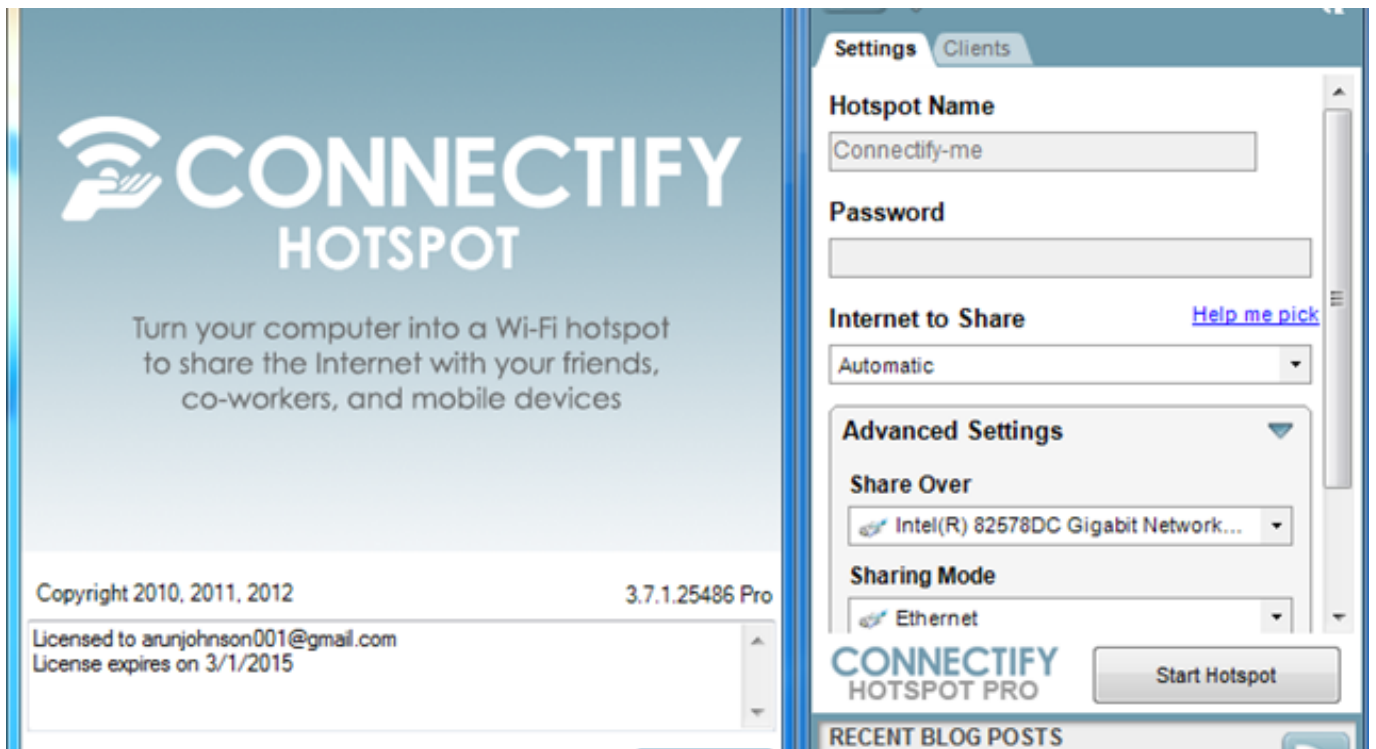 CONNECTIFY
HOTSPOT
Turn your computer into a Wi-Fi hotspot
to share the Internet with your friends,
co-workers, and mobile devices
Copyright 2010, 2011, 2012
3.7.1.25486 Pro
Licensed to arunjohnson001@gmail.com
License expires on 3/1/2015
Settings
Clients
Hotspot Name
Connectify-me
Password
Internet to Share
Help me pick
Automatic
Advanced Settings
Share Over
Intel(R) 82578DC Gigabit Network...
Sharing Mode
Ethernet
CONNECTIFY
HOTSPOT PRO
Start Hotspot
RECENT BLOG POSTS